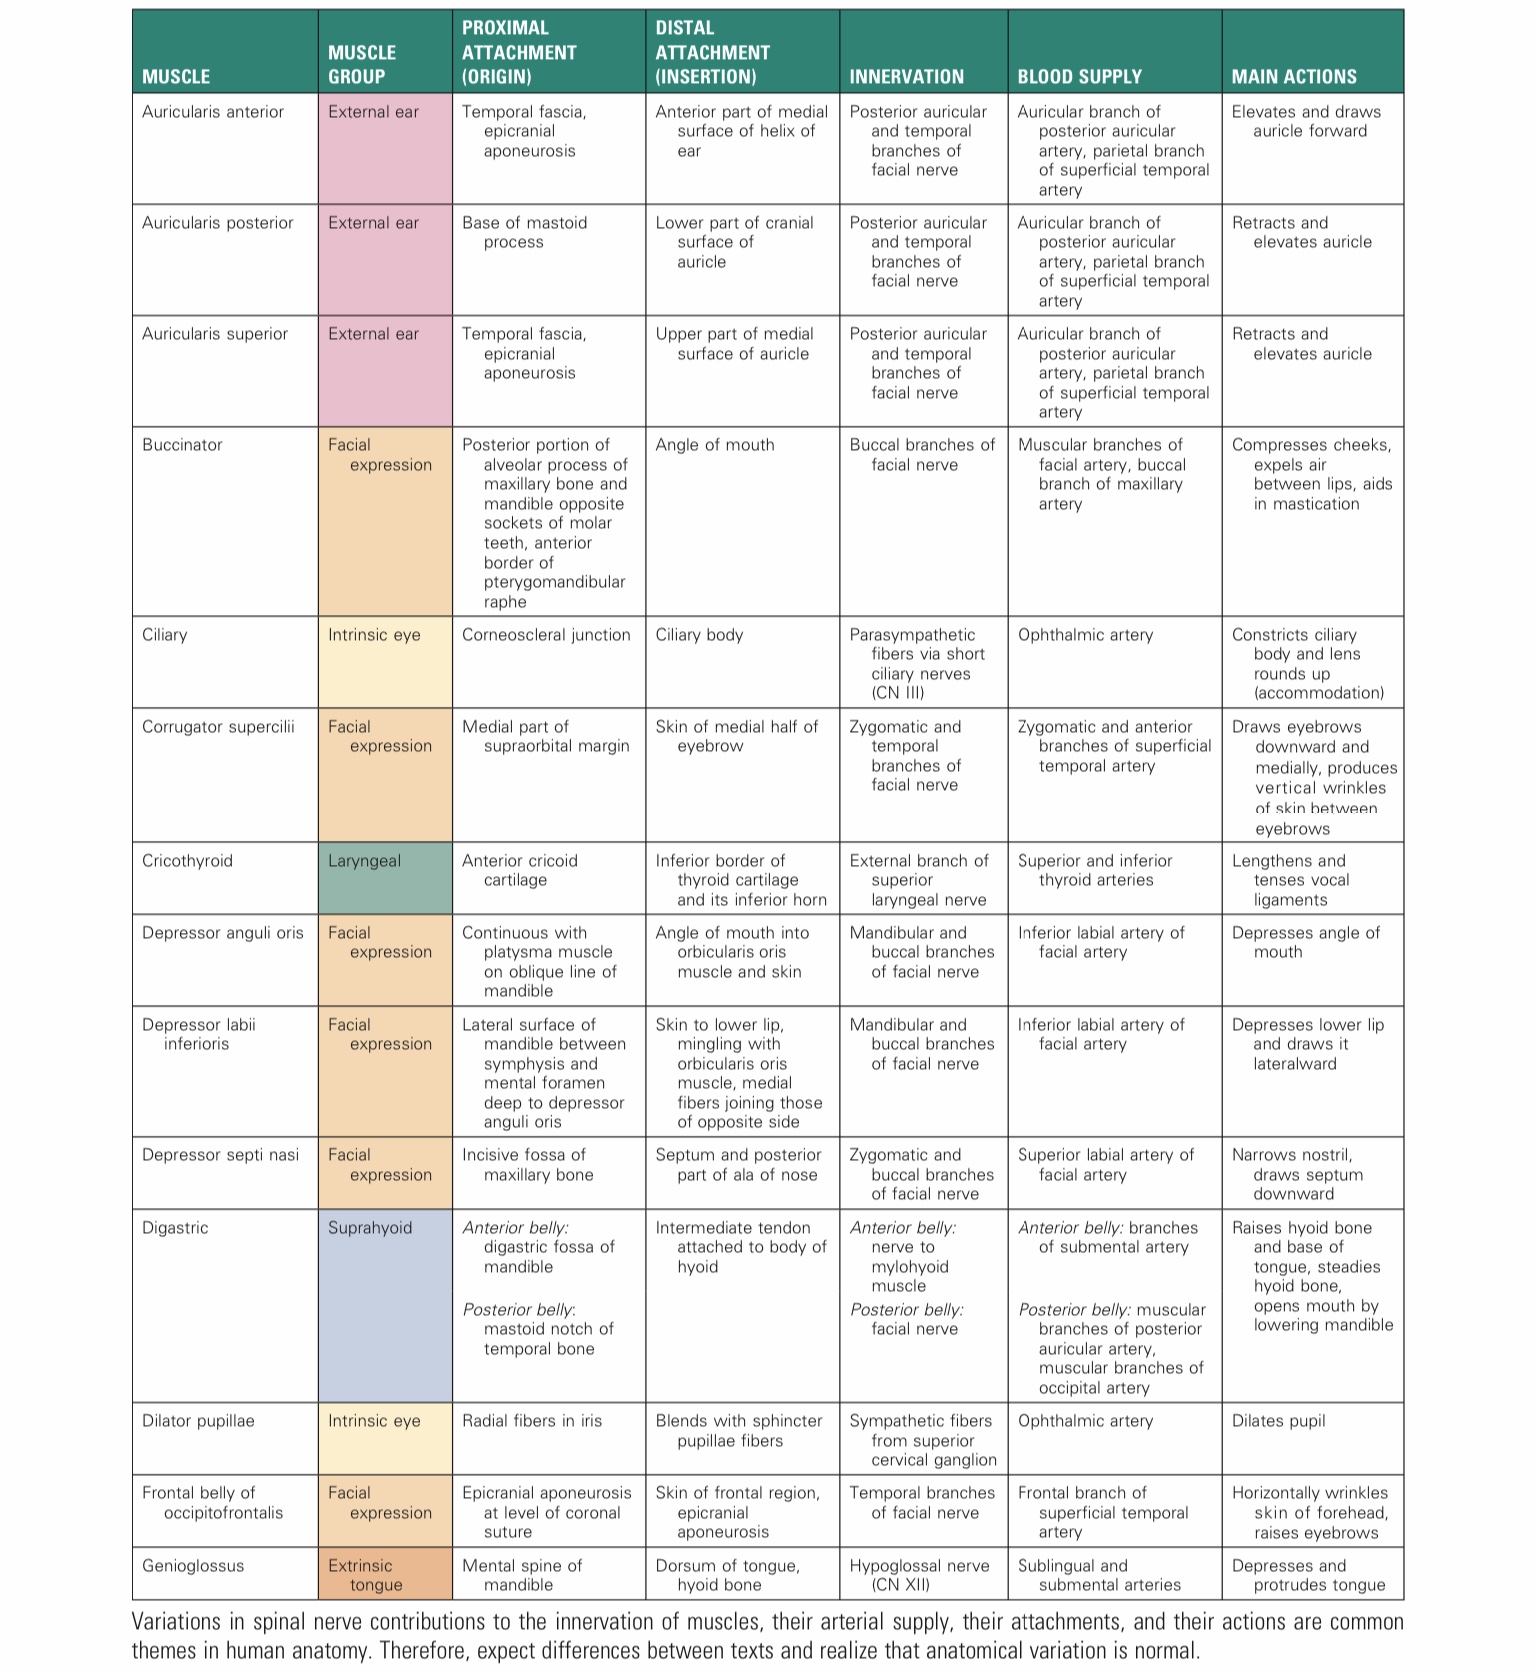 MUSCLE
MUSCLE
GROUP
PROXIMAL
ATTACHMENT
(ORIGIN)
DISTAL
ATTACHMENT
(INSERTION)
INNERVATION
BLOOD SUPPLY
MAIN ACTIONS
Auricularis anterior
External ear
Temporal fascia,
epicranial
aponeurosis
Anterior part of medial
surface of helix of
ear
Posterior auricular
and temporal
branches of
facial nerve
Auricular branch of
posterior auricular
artery, parietal branch
of superficial temporal
artery
Elevates and draws
auricle forward
Auricularis posterior
External ear
Base of mastoid
process
Lower part of cranial
surface of
auricle
Posterior auricular
and temporal
branches of
facial nerve
Auricular branch of
posterior auricular
artery, parietal branch
of superficial temporal
artery
Retracts and
elevates auricle
Auricularis superior
External ear
Temporal fascia,
epicranial
aponeurosis
Upper part of medial
surface of auricle
Posterior auricular
and temporal
branches of
facial nerve
Auricular branch of
posterior auricular
artery, parietal branch
of superficial temporal
artery
Retracts and
elevates auricle
Buccinator
Facial
expression
Posterior portion of
alveolar process of
maxillary bone and
mandible opposite
sockets of molar
teeth, anterior
border of
pterygomandibular
raphe
Angle of mouth
Buccal branches of
facial nerve
Muscular branches of
facial artery, buccal
branch of maxillary
artery
Compresses cheeks,
expels air
between lips, aids
in mastication
Ciliary
Intrinsic eye
Corneoscleral junction
Ciliary body
Parasympathetic
fibers via short
ciliary nerves
(CN III)
Ophthalmic artery
Constricts ciliary
body and lens
rounds up
(accommodation)
Corrugator supercilii
Facial
expression
Medial part of
supraorbital margin
Skin of medial half of
eyebrow
Zygomatic and
temporal
branches of
facial nerve
Zygomatic and anterior
branches of superficial
temporal artery
Draws eyebrows
downward and
medially, produces
vertical wrinkles
of skin between
eyebrows
Cricothyroid
Laryngeal
Anterior cricoid
cartilage
Inferior border of
thyroid cartilage
and its inferior horn
External branch of
superior
laryngeal nerve
Superior and inferior
thyroid arteries
Lengthens and
tenses vocal
ligaments
Depressor anguli oris
Facial
expression
Continuous with
platysma muscle
on oblique line of
mandible
Angle of mouth into
orbicularis oris
muscle and skin
Mandibular and
buccal branches
of facial nerve
Inferior labial artery of
facial artery
Depresses angle of
mouth
Depressor labii
inferioris
Facial
expression
Lateral surface of
mandible between
symphysis and
mental foramen
deep to depressor
anguli oris
Skin to lower lip,
mingling with
orbicularis oris
muscle, medial
fibers joining those
of opposite side
Mandibular and
buccal branches
of facial nerve
Inferior labial artery of
facial artery
Depresses lower lip
and draws it
lateralward
Depressor septi nasi
Facial
expression
Incisive fossa of
maxillary bone
Septum and posterior
part of ala of nose
Zygomatic and
buccal branches
of facial nerve
Superior labial artery of
facial artery
Narrows nostril,
draws septum
downward
Digastric
Suprahyoid
Anterior belly:
digastric fossa of
mandible
Posterior belly:
mastoid notch of
temporal bone
Intermediate tendon
attached to body of
hyoid
Anterior belly:
nerve to
mylohyoid
muscle
Posterior belly:
facial nerve
Anterior belly: branches
of submental artery
Posterior belly: muscular
branches of posterior
auricular artery,
muscular branches of
occipital artery
Raises hyoid bone
and base of
tongue, steadies
hyoid bone,
opens mouth by
lowering mandible
Dilator pupillae
Intrinsic eye
Radial fibers in iris
Blends with sphincter
pupillae fibers
Sympathetic fibers
from superior
cervical ganglion
Ophthalmic artery
Dilates pupil
Frontal belly of
occipitofrontalis
Facial
expression
Epicranial aponeurosis
at level of coronal
suture
Skin of frontal region,
epicranial
aponeurosis
Temporal branches
of facial nerve
Frontal branch of
superficial temporal
artery
Horizontally wrinkles
skin of forehead,
raises eyebrows
Genioglossus
Extrinsic
tongue
Mental spine of
mandible
Dorsum of tongue,
hyoid bone
Hypoglossal nerve
(CN XII)
Sublingual and
submental arteries
Depresses and
protrudes tongue
Variations in spinal nerve contributions to the innervation of muscles, their arterial supply, their attachments, and their actions are common
themes in human anatomy. Therefore, expect differences between texts and realize that anatomical variation is normal.